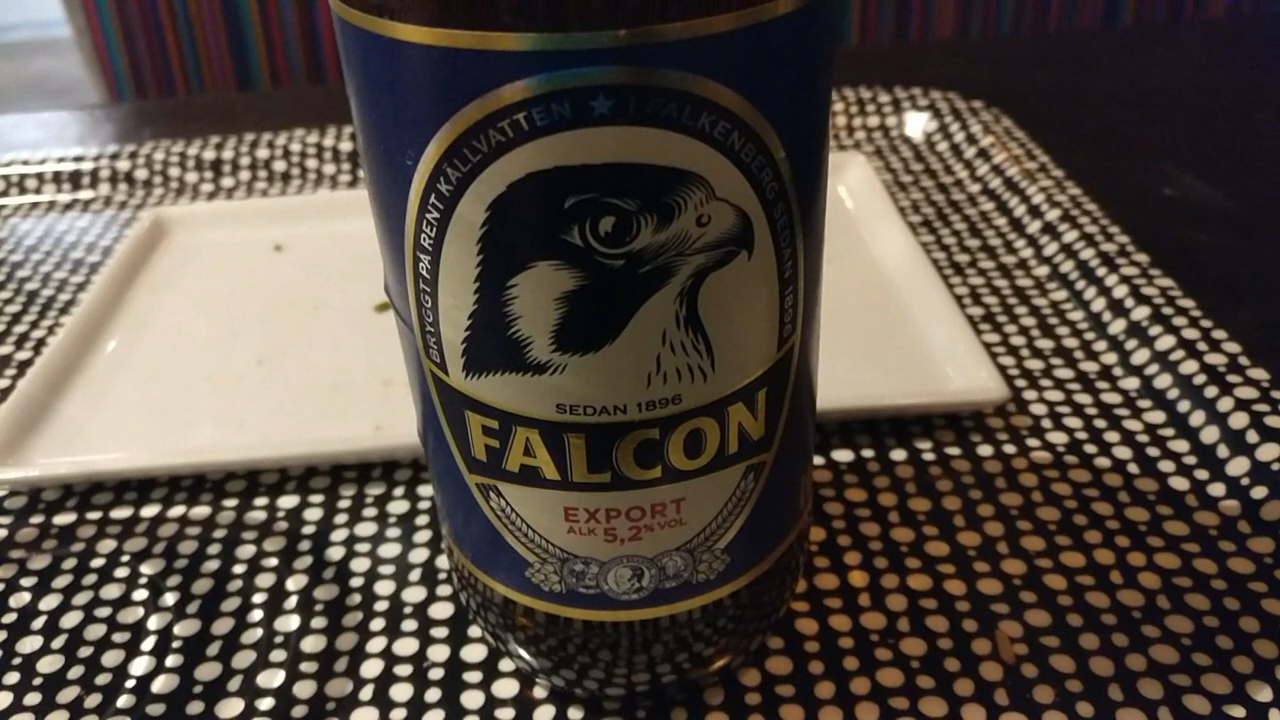 BRYGGT PÅ RENT KÄLLVATTEN ★ I FALKENBERG SEDAN 1896
SEDAN 1896
FALCON
EXPORT
ALK 5,2% VOL